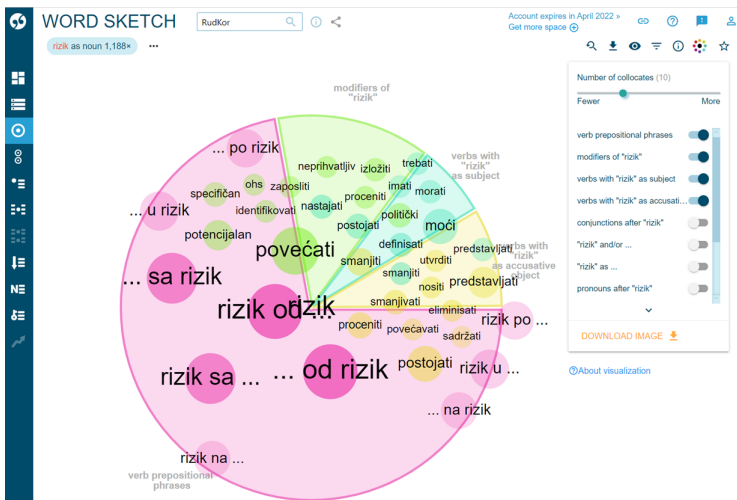 WORD SKETCH
RudKor
Account expires in April 2022 »
Get more space
rizik as noun 1,188×
•••
Number of collocates (10)
Fewer
More
verb prepositional phrases
modifiers of "rizik"
verbs with "rizik" as subject
verbs with "rizik" as accusati...
conjunctions after "rizik"
"rizik" and/or ...
"rizik" as ...
pronouns after "rizik"
DOWNLOAD IMAGE
About visualization
modifiers of
"rizik"
... po rizik
neprihvatljiv
izložiti
trebati
verbs with
"rizik"
as subject
specifičan
ohs
zaposliti
proceniti
imati
morati
... u rizik
identifikovati
nastajati
politički
potencijalan
postojati
moći
povećati
definisati
predstavljati
verbs with
"rizik"
as accusative
object
smanjiti
utvrditi
... sa rizik
smanjiti
nositi
predstavljati
rizik od ...
rizik
smanjivati
eliminisati
rizik po ...
proceniti
povećavati
sadržati
rizik sa ...
... od rizik
postojati
rizik u ...
... na rizik
rizik na ...
verb prepositional
phrases